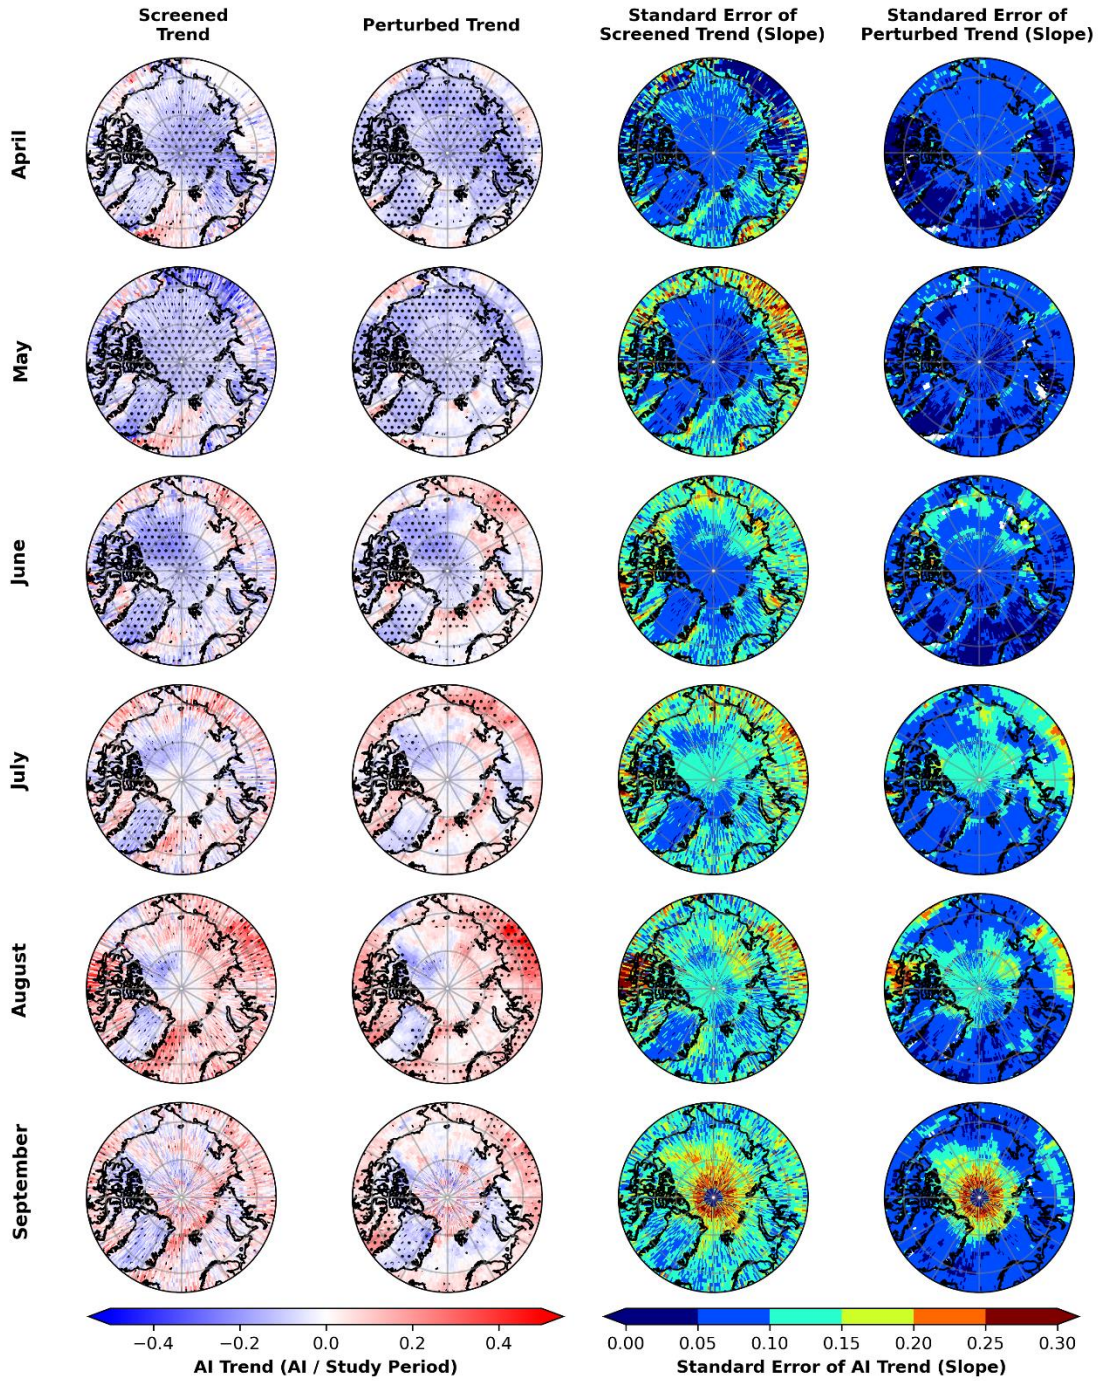 Screened
Trend
Perturbed Trend
Standard Error of
Screened Trend (Slope)
Standared Error of
Perturbed Trend (Slope)
April
May
June
July
August
September
−0.4 −0.2 0.0 0.2 0.4
AI Trend (AI / Study Period)
0.00 0.05 0.10 0.15 0.20 0.25 0.30
Standard Error of AI Trend (Slope)